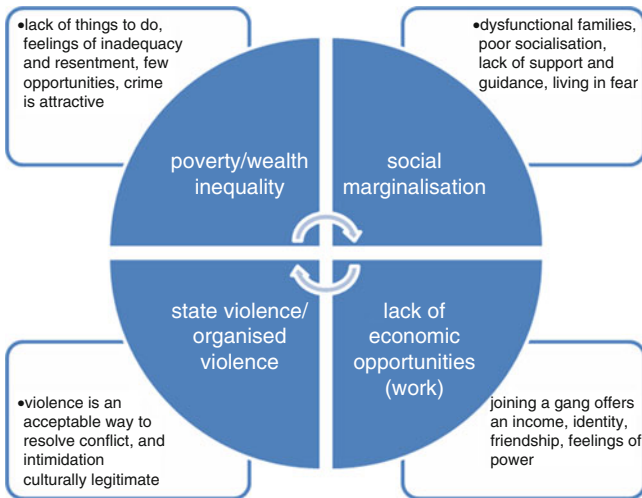 •lack of things to do,
feelings of inadequacy
and resentment, few
opportunities, crime
is attractive
•dysfunctional families,
poor socialisation,
lack of support and
guidance, living in fear
poverty/wealth
inequality
social
marginalisation
state violence/
organised
violence
lack of
economic
opportunities
(work)
•violence is an
acceptable way to
resolve conflict, and
intimidation
culturally legitimate
joining a gang offers
an income, identity,
friendship, feelings of
power